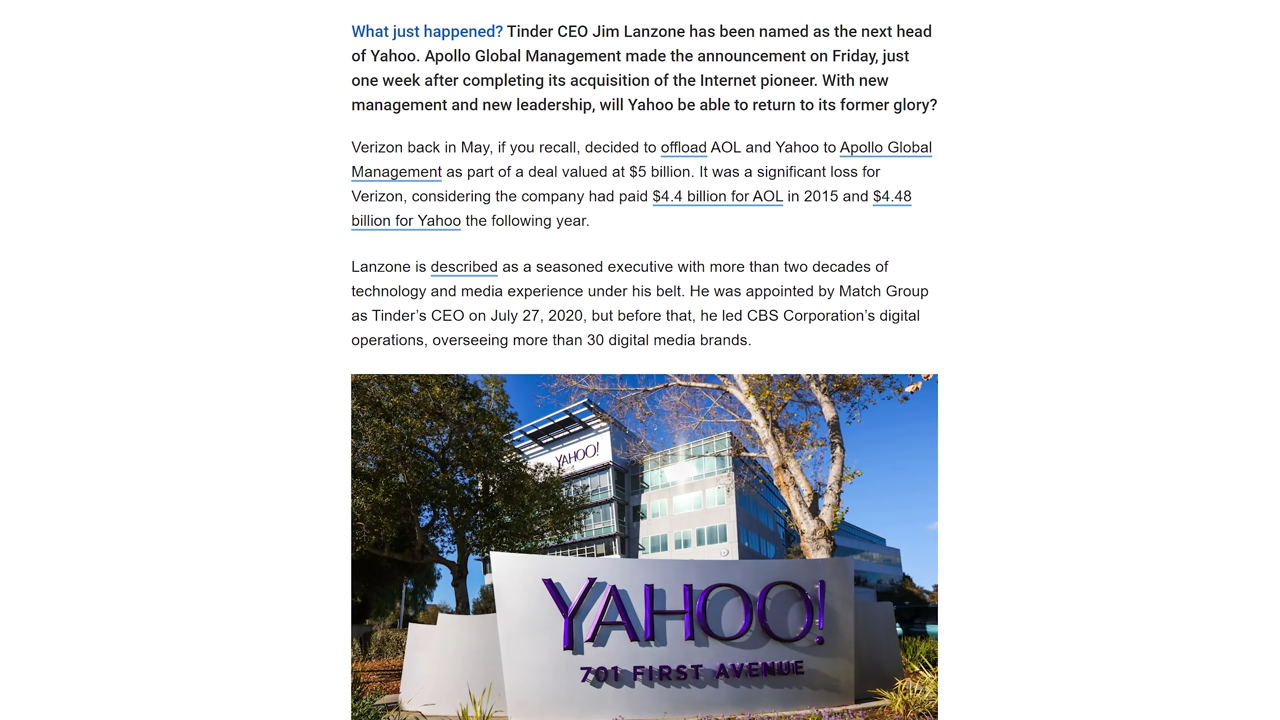 What just happened? Tinder CEO Jim Lanzone has been named as the next head
of Yahoo. Apollo Global Management made the announcement on Friday, just
one week after completing its acquisition of the Internet pioneer. With new
management and new leadership, will Yahoo be able to return to its former glory?
Verizon back in May, if you recall, decided to offload AOL and Yahoo to Apollo Global
Management as part of a deal valued at $5 billion. It was a significant loss for
Verizon, considering the company had paid $4.4 billion for AOL in 2015 and $4.48
billion for Yahoo the following year.
Lanzone is described as a seasoned executive with more than two decades of
technology and media experience under his belt. He was appointed by Match Group
as Tinder’s CEO on July 27, 2020, but before that, he led CBS Corporation’s digital
operations, overseeing more than 30 digital media brands.
YAHOO!
YAHOO!
701 FIRST AVENUE